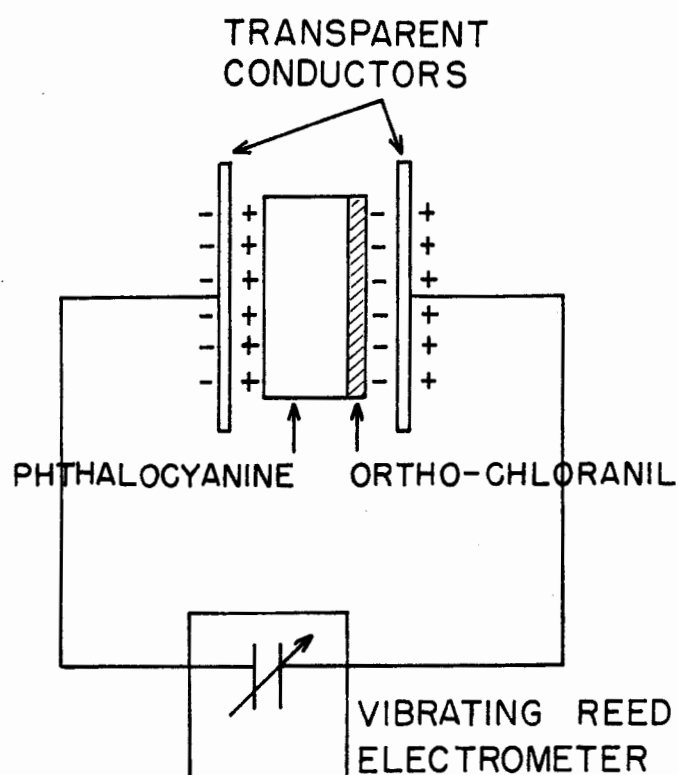 TRANSPARENT
CONDUCTORS
- + - +
- + - +
- + - +
- + - +
- + - +
- + - +
PHTHALOCYANINE ORTHO-CHLORANIL
VIBRATING REED
ELECTROMETER